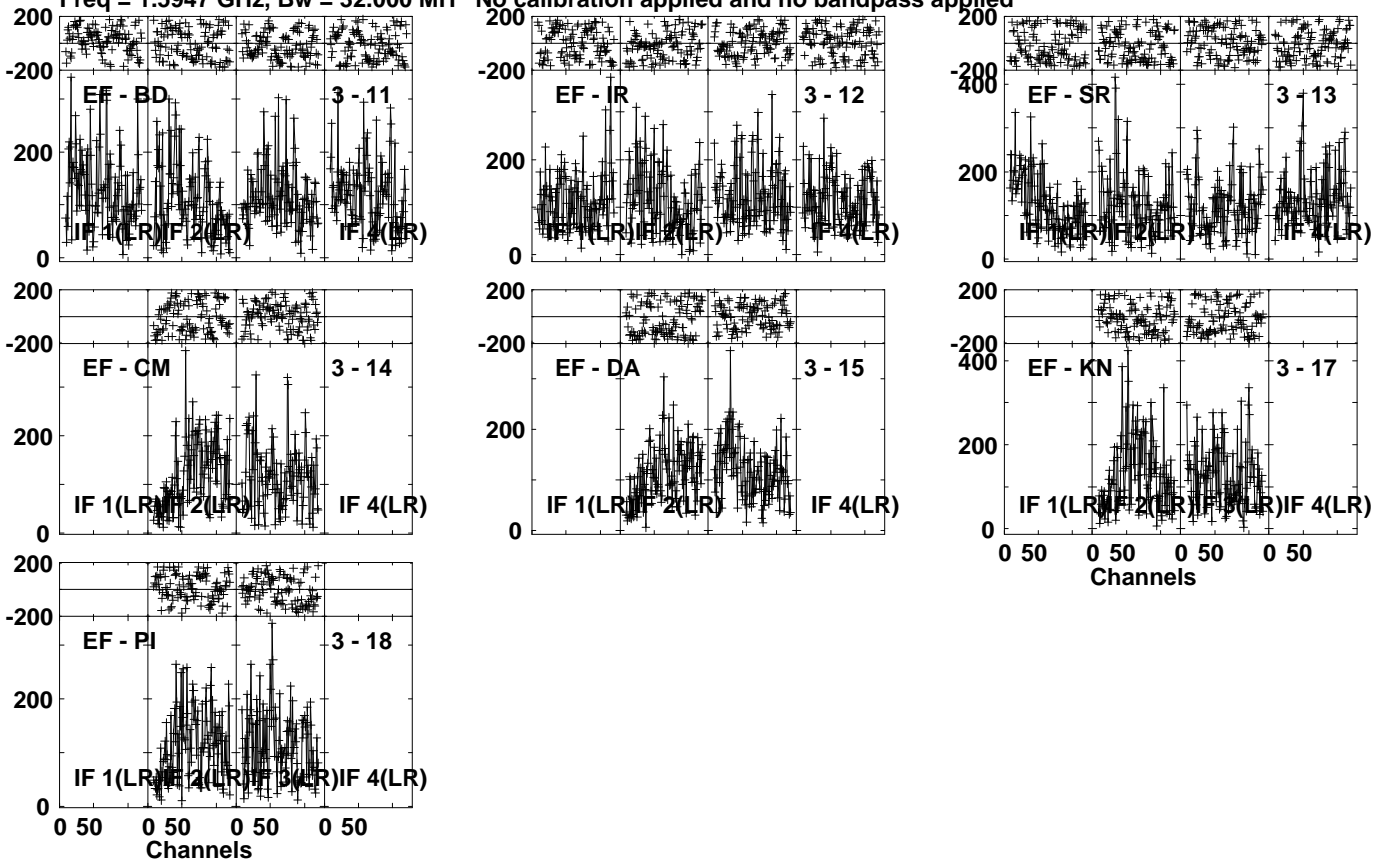 Freq = 1.5947 GHz, Bw = 32.000 MH No calibration applied and no bandpass applied
200 200 200
-200 -200 -200
400
EF - BD 3 - 11 EF - IR 3 - 12 EF - SR 3 - 13
200 200 200
IF 1(LR) IF 2(LR) IF 4(LR) IF 1(LR) IF 2(LR) IF 4(LR) IF 1(LR) IF 2(LR) IF 4(LR)
0 0 0
200 200 200
-200 -200 -200
EF - CM 3 - 14 EF - DA 3 - 15 400 EF - KN 3 - 17
200 200 200
IF 1(LR) IF 2(LR) IF 4(LR) IF 1(LR) IF 2(LR) IF 4(LR) IF 1(LR) IF 2(LR) IF 3(LR) IF 4(LR)
0 0 0
0 50 0 50 0 50 0 50
Channels
200
-200
EF - PI 3 - 18
200
IF 1(LR) IF 2(LR) IF 3(LR) IF 4(LR)
0
0 50 0 50 0 50 0 50
Channels